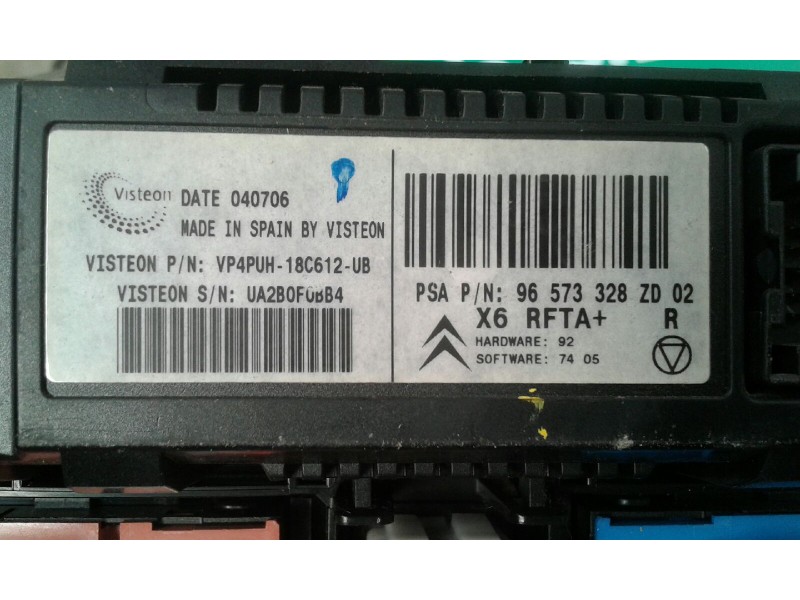 Visteon
DATE 040706
MADE IN SPAIN BY VISTEON
VISTEON P/N: VP4PUH-18C612-UB
VISTEON S/N: UA2B0F0BB4
PSA P/N: 96 573 328 ZD 02
X6 RFTA+ R
HARDWARE: 92
SOFTWARE: 74 05